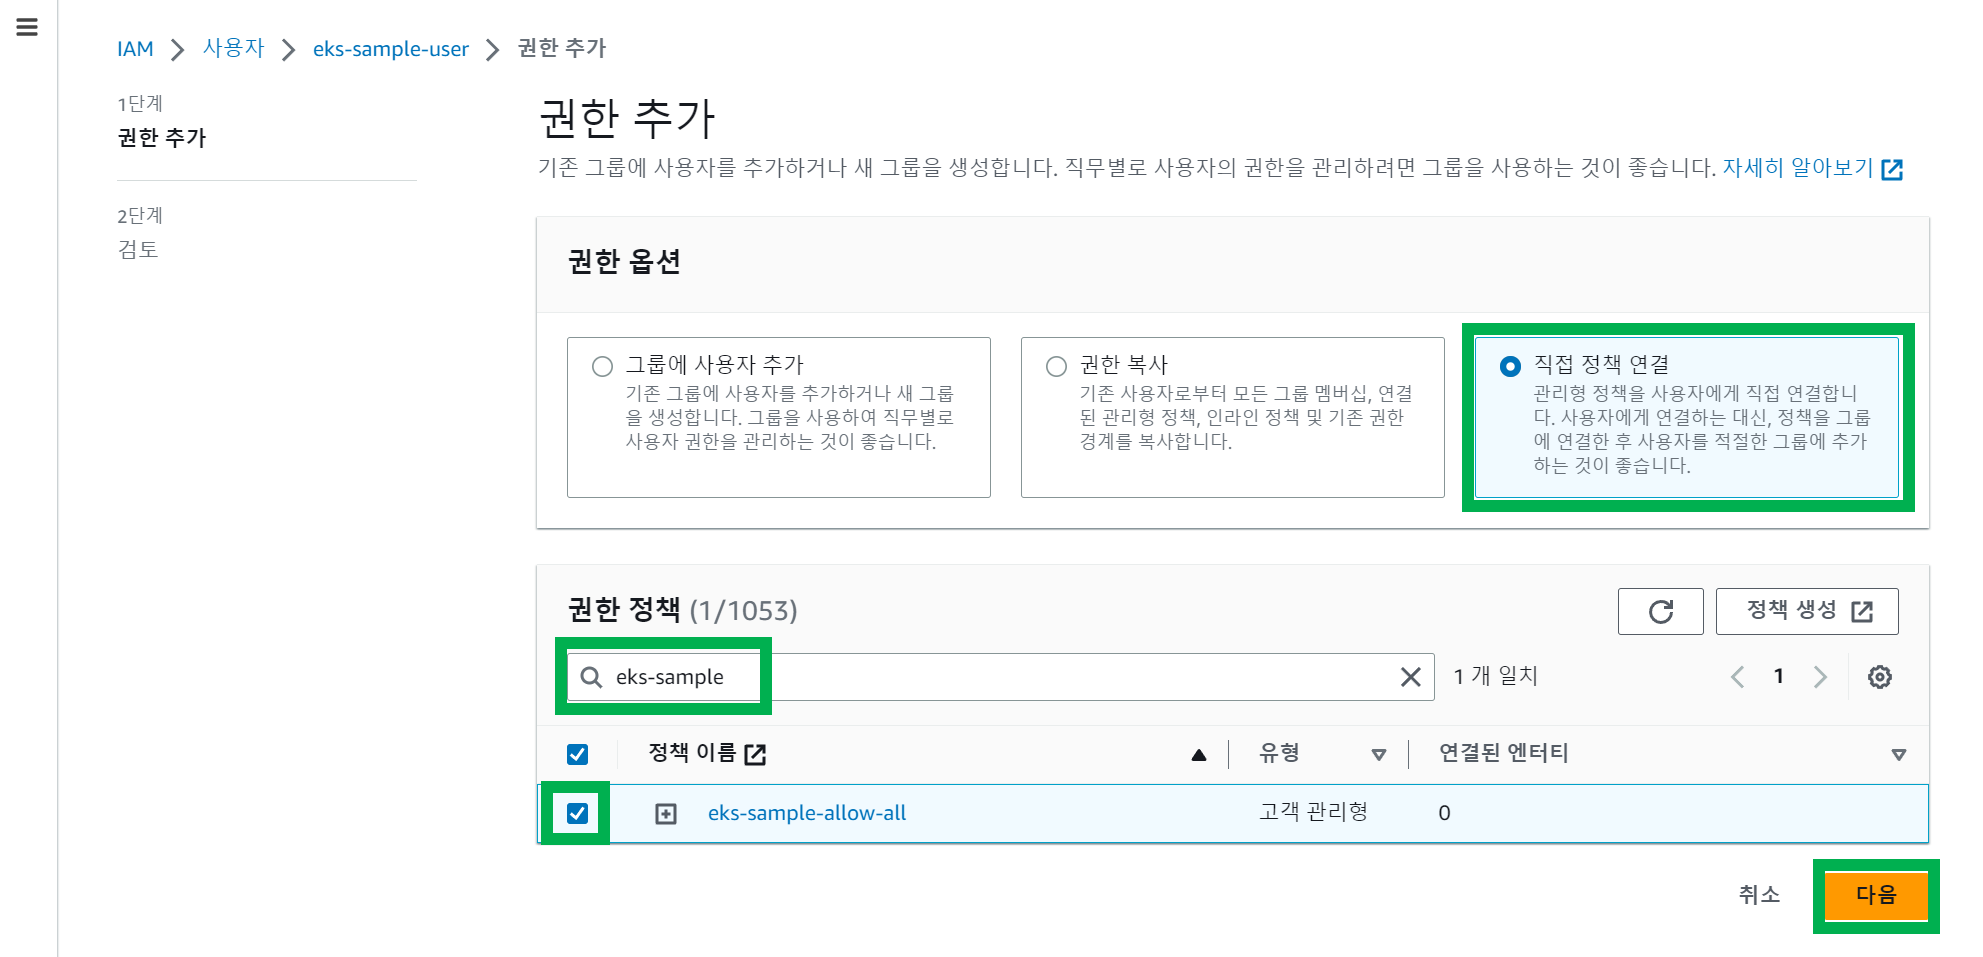 IAM > 사용자 > eks-sample-user > 권한 추가
1단계
권한 추가
2단계
검토
권한 추가
기존 그룹에 사용자를 추가하거나 새 그룹을 생성합니다. 직무별로 사용자의 권한을 관리하려면 그룹을 사용하는 것이 좋습니다. 자세히 알아보기
권한 옵션
그룹에 사용자 추가
기존 그룹에 사용자를 추가하거나 새 그룹
을 생성합니다. 그룹을 사용하여 직무별로
사용자 권한을 관리하는 것이 좋습니다.
권한 복사
기존 사용자로부터 모든 그룹 멤버십, 연결
된 관리형 정책, 인라인 정책 및 기존 권한
경계를 복사합니다.
직접 정책 연결
관리형 정책을 사용자에게 직접 연결합니
다. 사용자에게 연결하는 대신, 정책을 그룹
에 연결한 후 사용자를 적절한 그룹에 추가
하는 것이 좋습니다.
권한 정책 (1/1053)
정책 생성
eks-sample
1 개 일치
1
정책 이름 유형 연결된 엔터티
eks-sample-allow-all 고객 관리형 0
취소 다음